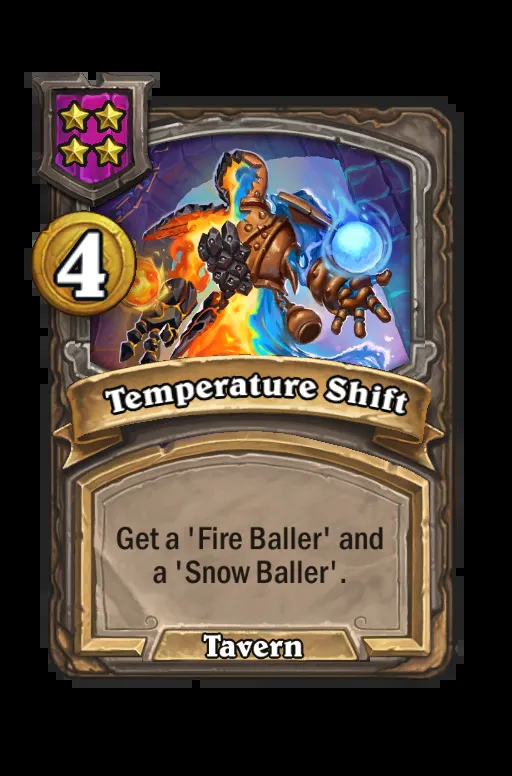 4
Temperature Shift
Get a 'Fire Baller' and
a 'Snow Baller'.
Tavern